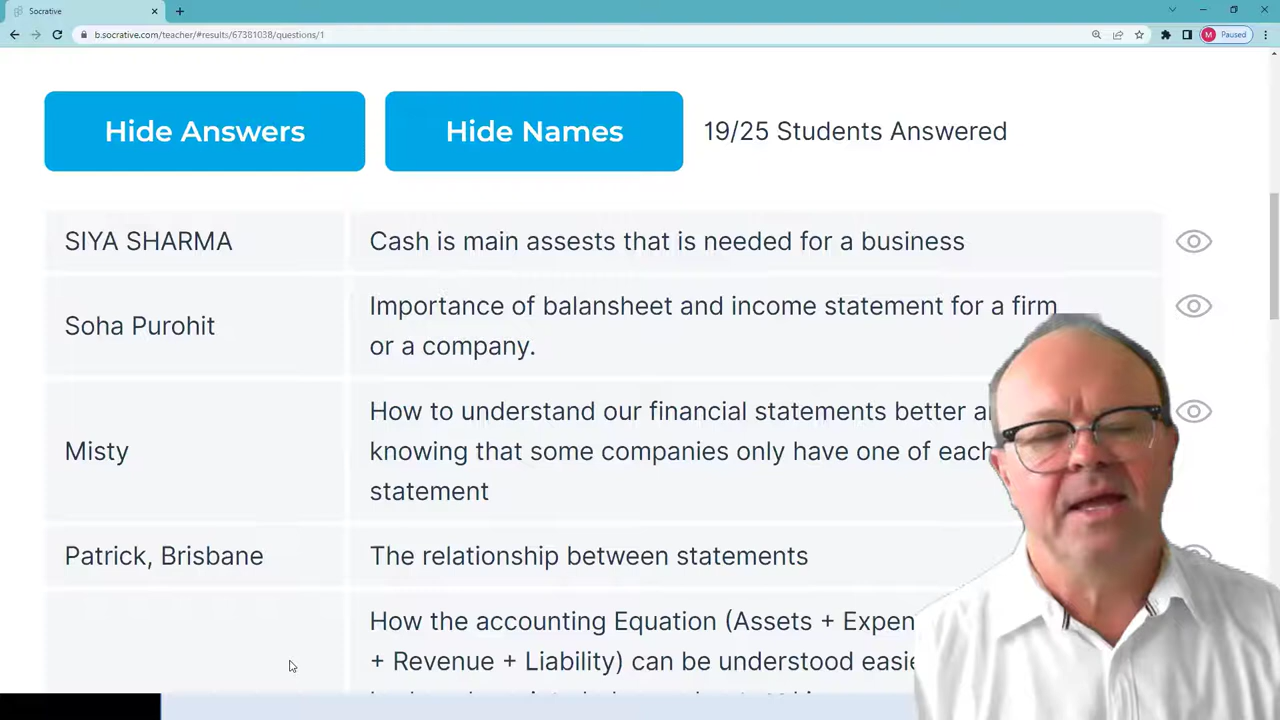 Socrative
b.socrative.com/teacher/#results/67381038/questions/1
M Paused
Hide Answers
Hide Names
19/25 Students Answered
SIYA SHARMA
Cash is main assests that is needed for a business
Soha Purohit
Importance of balansheet and income statement for a firm
or a company.
Misty
How to understand our financial statements better
knowing that some companies only have one of each
statement
Patrick, Brisbane
The relationship between statements
How the accounting Equation (Assets +
+ Revenue + Liability) can be understood